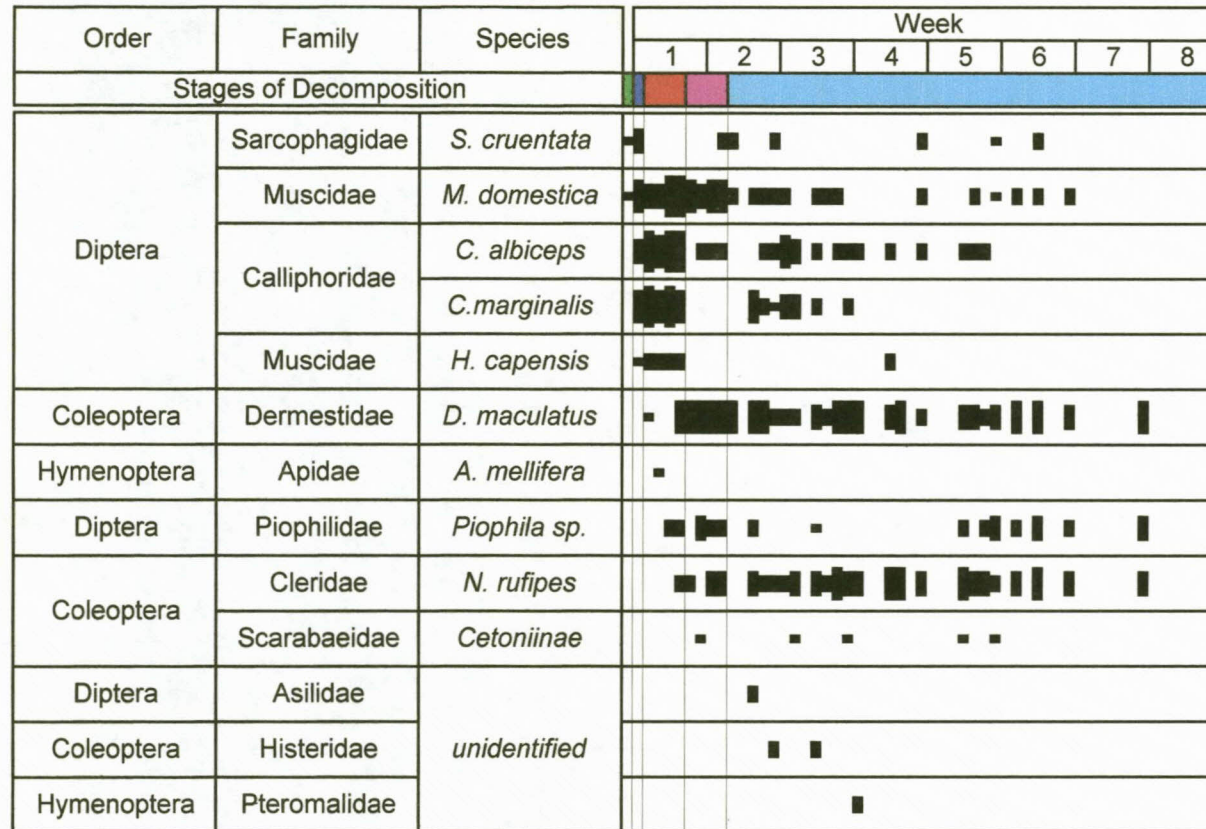 Order Family Species Week
1 2 3 4 5 6 7 8
Stages of Decomposition
Sarcophagidae S. cruentata
Muscidae M. domestica
Diptera
C. albiceps
Calliphoridae
C.marginalis
Muscidae H. capensis
Coleoptera Dermestidae D. maculatus
Hymenoptera Apidae A. mellifera
Diptera Piophilidae Piophila sp.
Cleridae N. rufipes
Coleoptera
Scarabaeidae Cetoniinae
Diptera Asilidae
Coleoptera Histeridae unidentified
Hymenoptera Pteromalidae